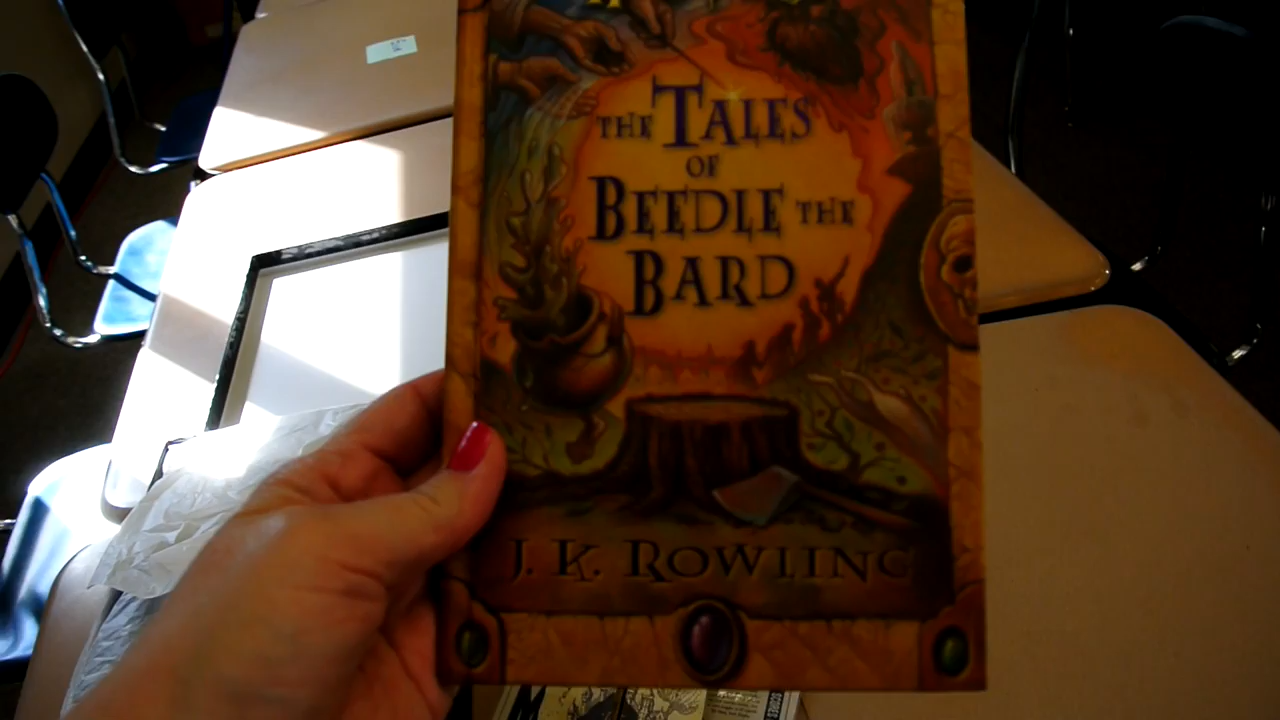 THE TALES
OF
BEEDLE THE
BARD
J. K. ROWLING